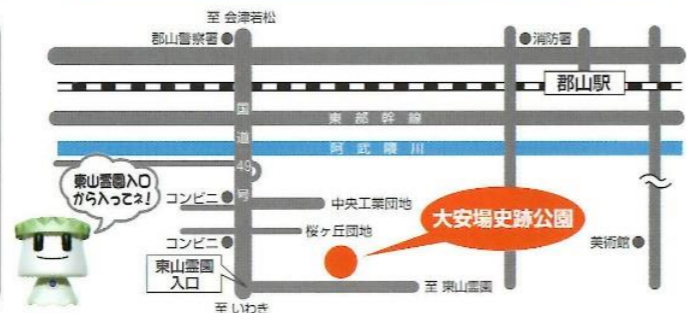 至 会津若松
郡山警察署
消防署
郡山駅
国道49号
東部幹線
阿武隈川
東山霊園入口
から入ってネ!
コンビニ
中央工業団地
桜ヶ丘団地
大安場史跡公園
コンビニ
美術館
東山霊園
入口
至 東山霊園
至 いわき